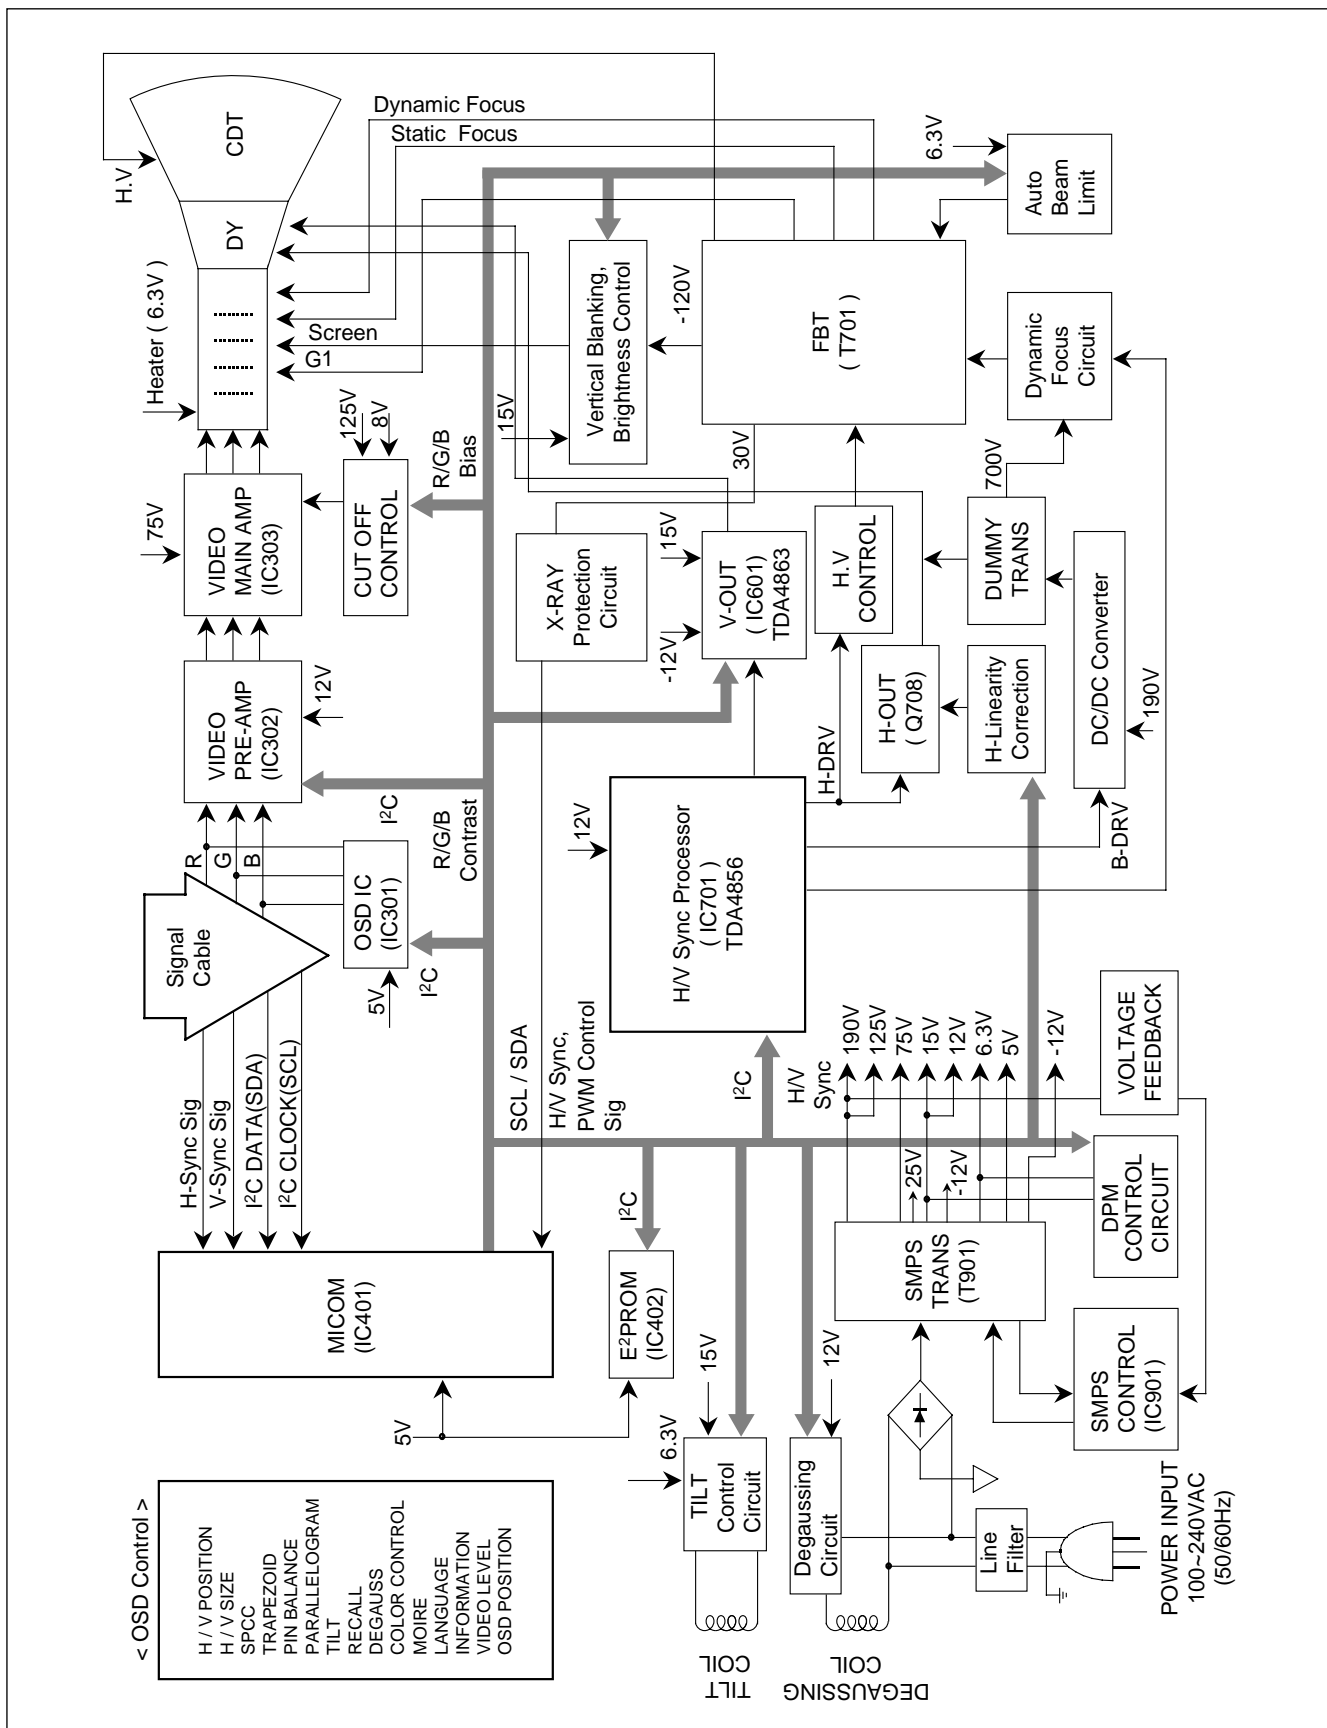 < OSD Control >
H / V POSITION
H / V SIZE
SPCC
TRAPEZOID
PIN BALANCE
PARALLELOGRAM
TILT
RECALL
DEGAUSS
COLOR CONTROL
MOIRE
LANGUAGE
INFORMATION
VIDEO LEVEL
OSD POSITION
MICOM
(IC401)
5V
H-Sync Sig
V-Sync Sig
I²C DATA(SDA)
I²C CLOCK(SCL)
Signal
Cable
R
G
B
OSD IC
(IC301)
5V
I²C
VIDEO
PRE-AMP
(IC302)
12V
I²C
R/G/B
Contrast
VIDEO
MAIN AMP
(IC303)
75V
CUT OFF
CONTROL
125V
8V
R/G/B
Bias
Heater ( 6.3V )
DY
CDT
H.V
Dynamic Focus
Static Focus
Screen
G1
SCL / SDA
H/V Sync,
PWM Control
Sig
X-RAY
Protection
Circuit
15V
Vertical Blanking,
Brightness Control
-120V
30V
E²PROM
(IC402)
I²C
I²C
H/V
Sync
H/V Sync Processor
( IC701 )
TDA4856
12V
V-OUT
( IC601 )
TDA4863
-12V
15V
FBT
( T701 )
6.3V
Auto
Beam
Limit
H-DRV
H.V
CONTROL
H-OUT
( Q708)
H-Linearity
Correction
DUMMY
TRANS
700V
Dynamic
Focus
Circuit
DC/DC Converter
190V
B-DRV
TILT
COIL
TILT
Control
Circuit
6.3V
15V
DEGAUSSING
COIL
Degaussing
Circuit
12V
SMPS
TRANS
(T901)
25V
-12V
190V
125V
75V
15V
12V
6.3V
5V
-12V
VOLTAGE
FEEDBACK
DPM
CONTROL
CIRCUIT
SMPS
CONTROL
(IC901)
Line
Filter
POWER INPUT
100~240VAC
(50/60Hz)